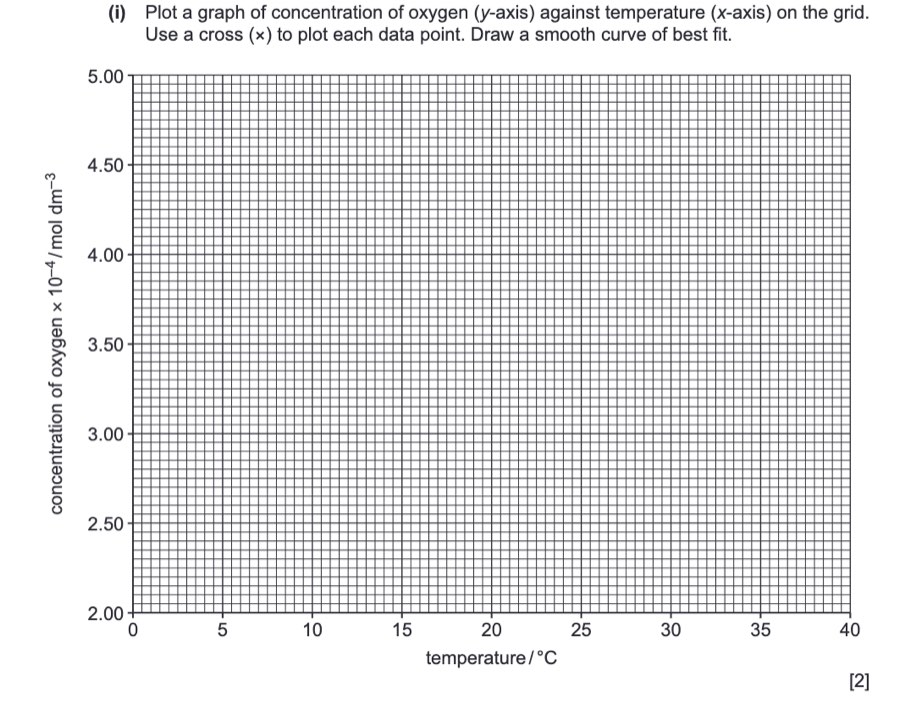 (i) Plot a graph of concentration of oxygen (y-axis) against temperature (x-axis) on the grid.
Use a cross (×) to plot each data point. Draw a smooth curve of best fit.
5.00
4.50
4.00
3.50
3.00
2.50
2.00
concentration of oxygen × 10⁻⁴ / mol dm⁻³
0 5 10 15 20 25 30 35 40
temperature / °C
[2]